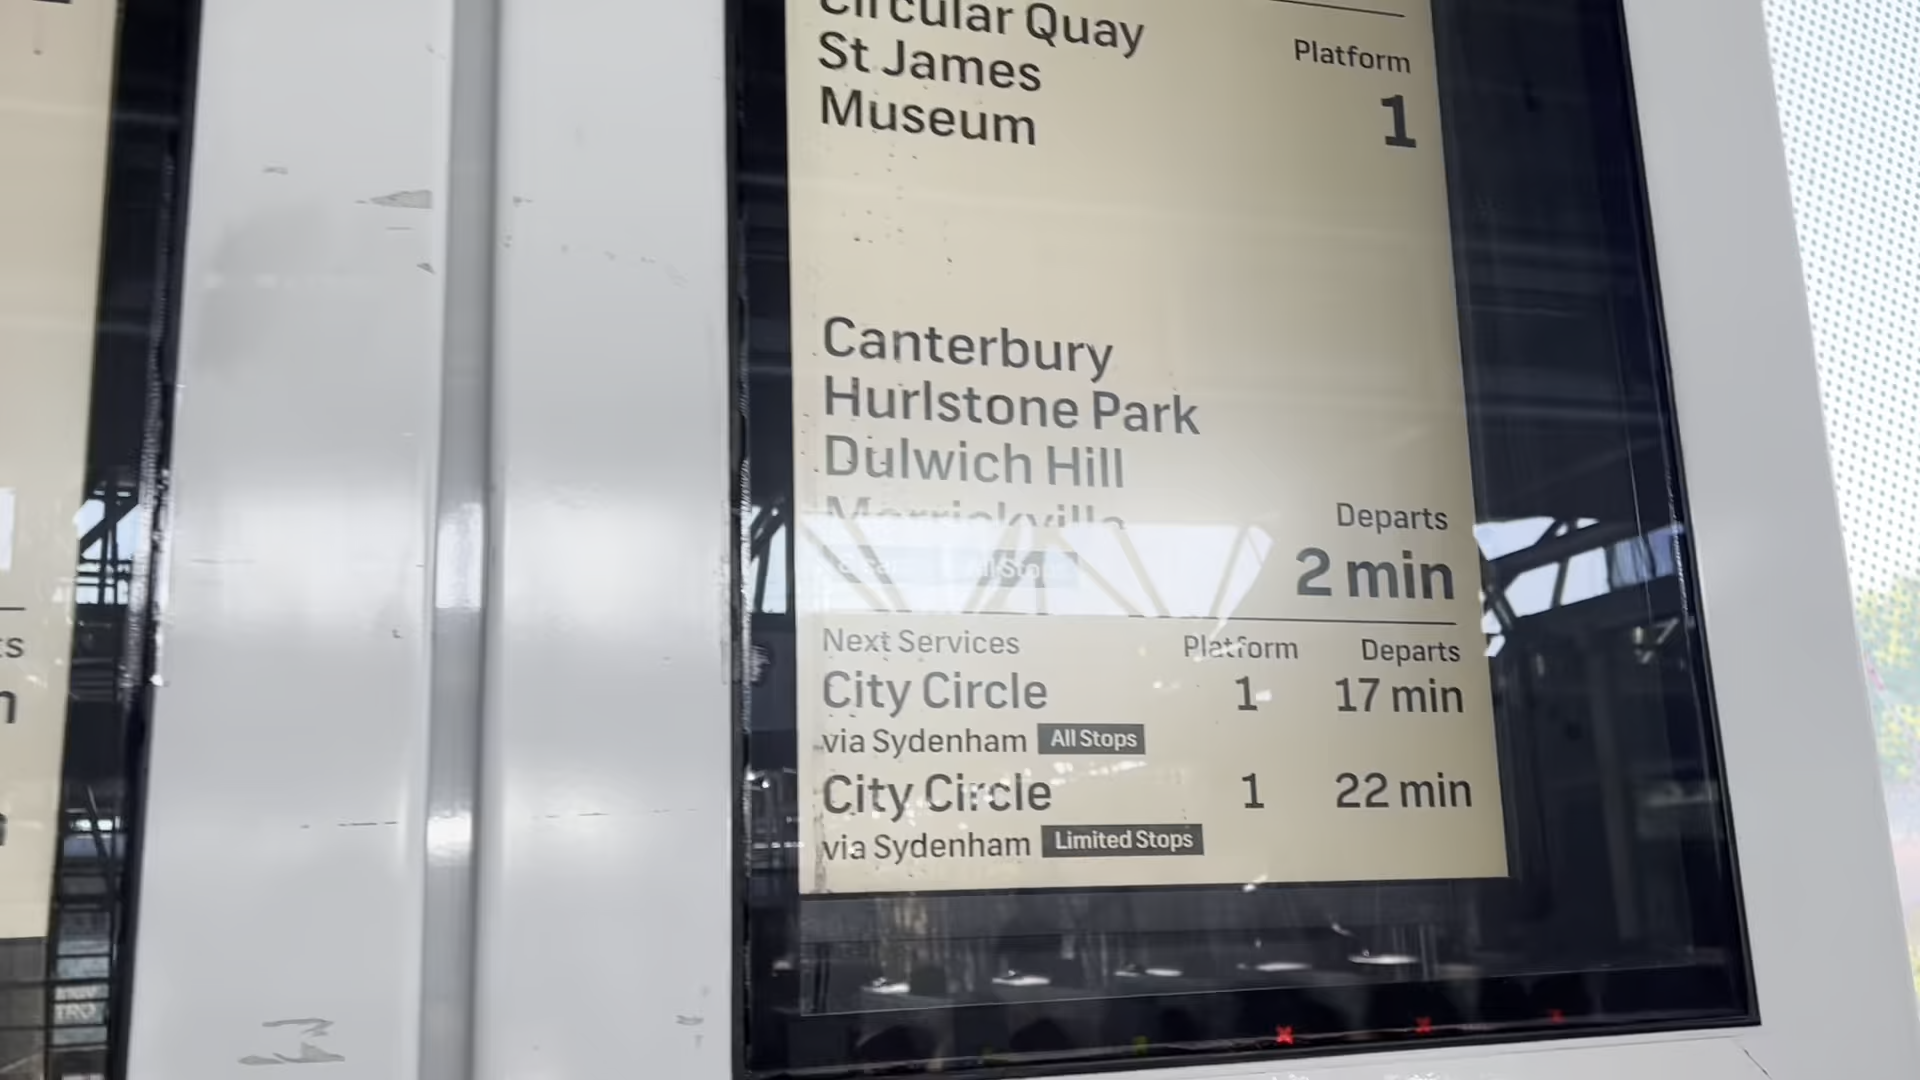 Circular Quay
St James
Museum
Platform
1
Canterbury
Hurlstone Park
Dulwich Hill
Marrickville
Departs
2 min
Next Services Platform Departs
City Circle 1 17 min
via Sydenham All Stops
City Circle 1 22 min
via Sydenham Limited Stops